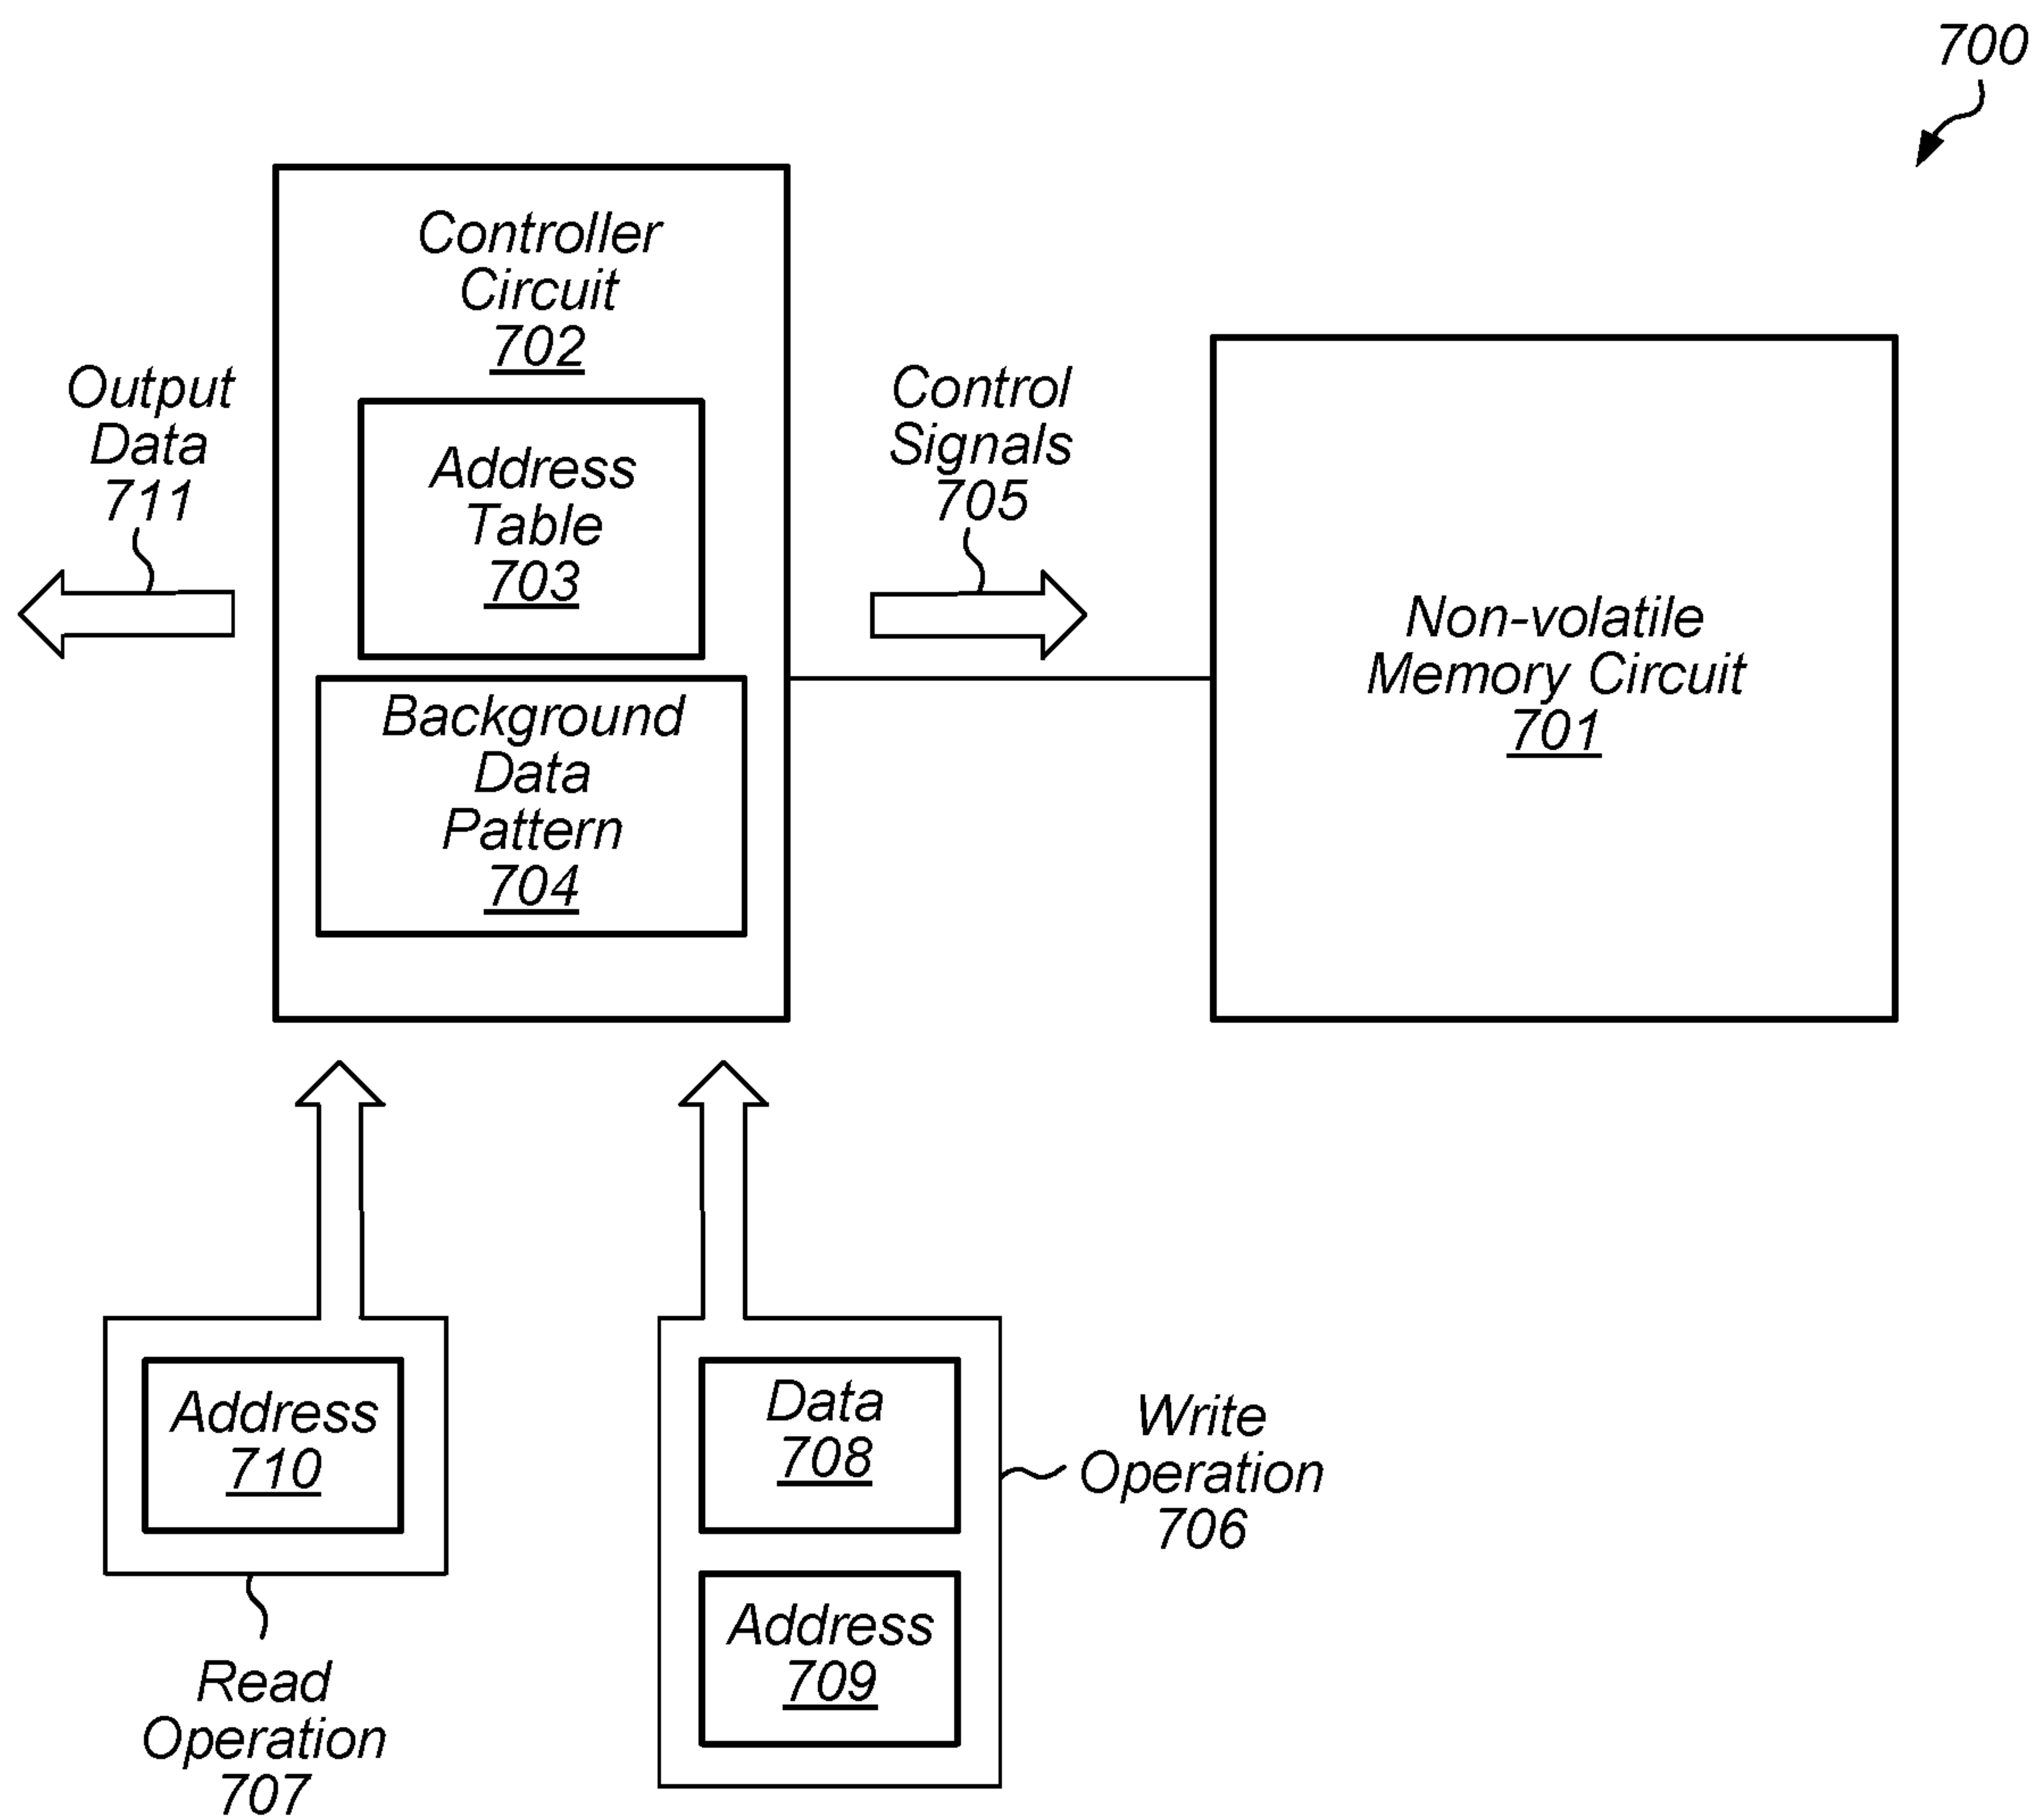 700
Controller
Circuit
702
Output
Data
711
Address
Table
703
Control
Signals
705
Background
Data
Pattern
704
Non-volatile
Memory Circuit
701
Address
710
Read
Operation
707
Data
708
Address
709
Write
Operation
706